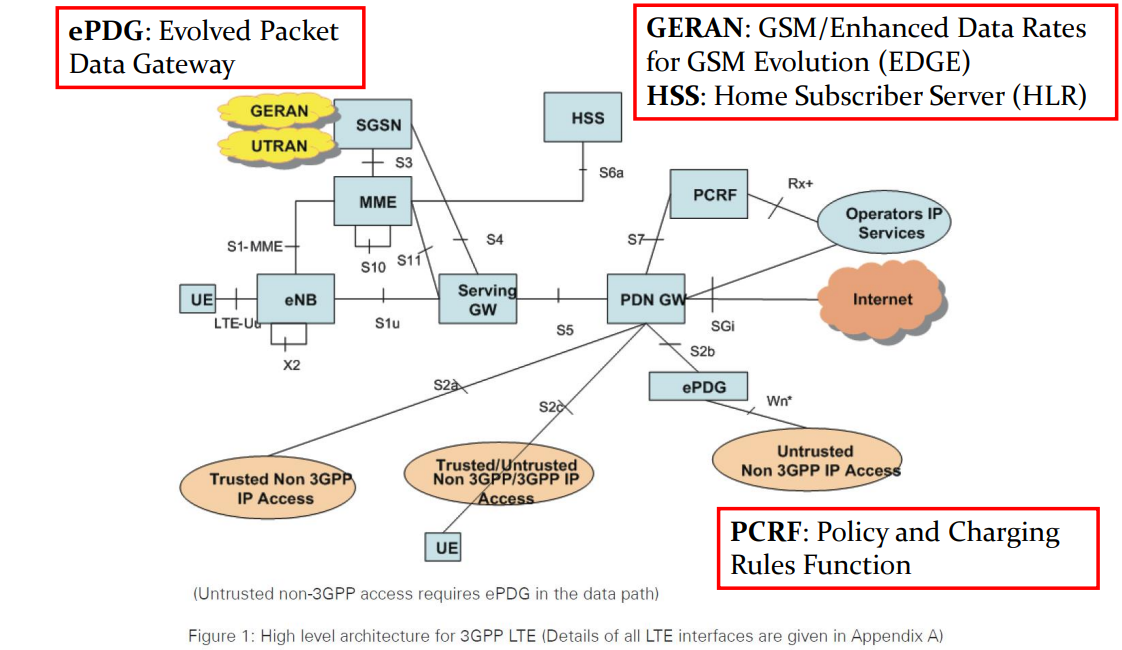 ePDG: Evolved Packet
Data Gateway
GERAN: GSM/Enhanced Data Rates
for GSM Evolution (EDGE)
HSS: Home Subscriber Server (HLR)
GERAN
UTRAN
SGSN
HSS
S3
S6a
MME
PCRF
Rx+
Operators IP
Services
S1-MME
S10
S11
S4
S7
UE
eNB
Serving
GW
PDN GW
Internet
LTE-Uu
S1u
S5
SGi
X2
S2b
S2a
S2c
ePDG
Wn*
Trusted Non 3GPP
IP Access
Trusted/Untrusted
Non 3GPP/3GPP IP
Access
Untrusted
Non 3GPP IP Access
UE
PCRF: Policy and Charging
Rules Function
(Untrusted non-3GPP access requires ePDG in the data path)
Figure 1: High level architecture for 3GPP LTE (Details of all LTE interfaces are given in Appendix A)